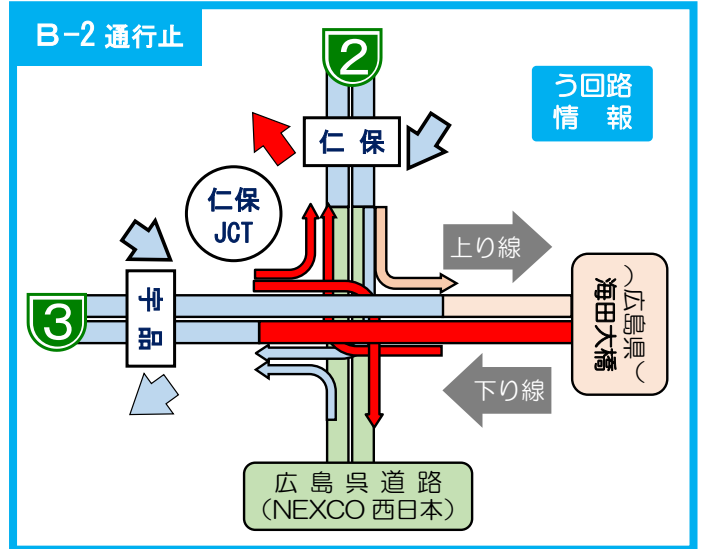 B-2 通行止
2
う回路
情 報
仁 保
仁保
JCT
上り線
宇品
3
海田大橋
（広島県）
下り線
広島呉道路
（NEXCO 西日本）